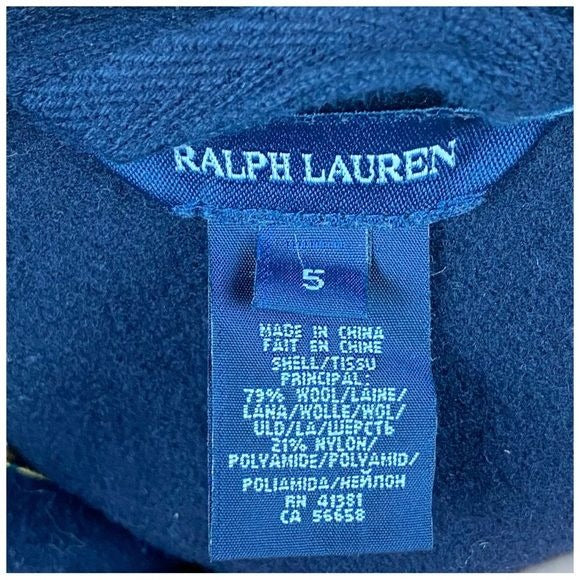 RALPH LAUREN
5
MADE IN CHINA
FAIT EN CHINE
SHELL/TISSU
PRINCIPAL:
79% WOOL/LAINE/
LANA/WOLLE/WOL/
ULD/LA/ШЕРСТЬ
21% NYLON/
POLYAMIDE/POLYAMID/
POLIAMIDA/НЕЙЛОН
RN 41381
CA 56658